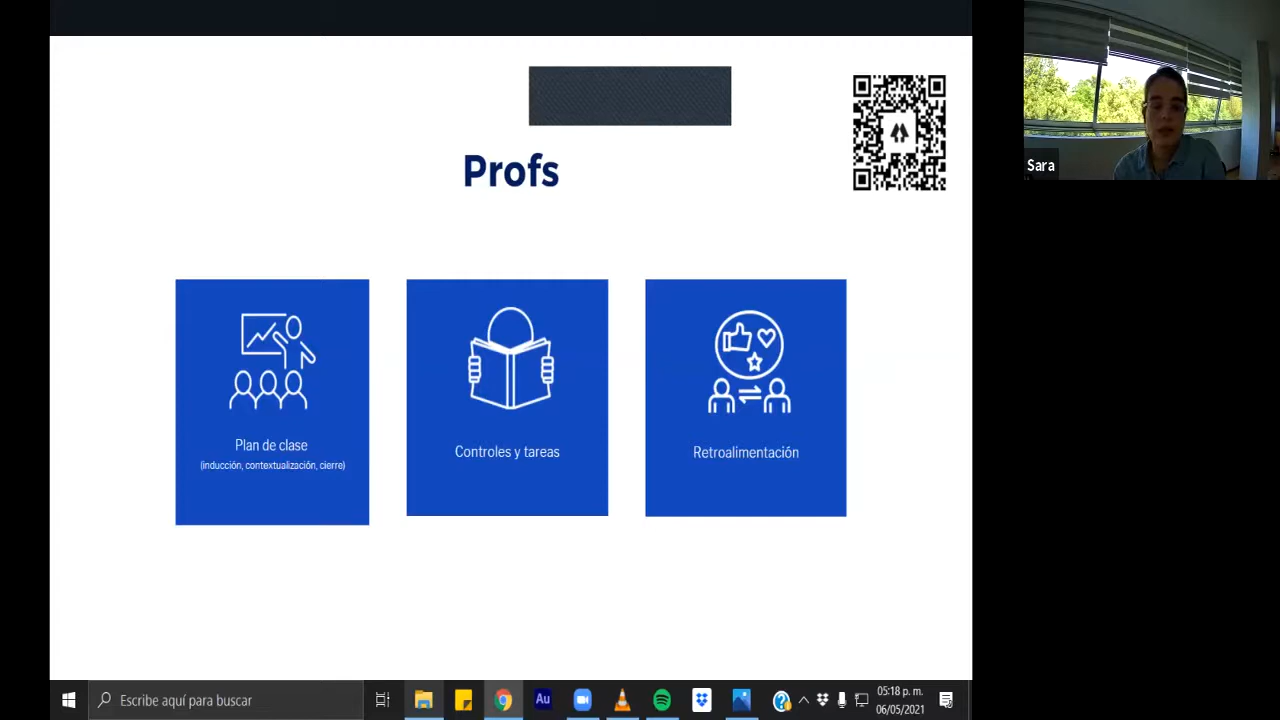 Profs
Sara
Plan de clase
(inducción, contextualización, cierre)
Controles y tareas
Retroalimentación
Escribe aquí para buscar
Au
05:18 p. m.
06/05/2021